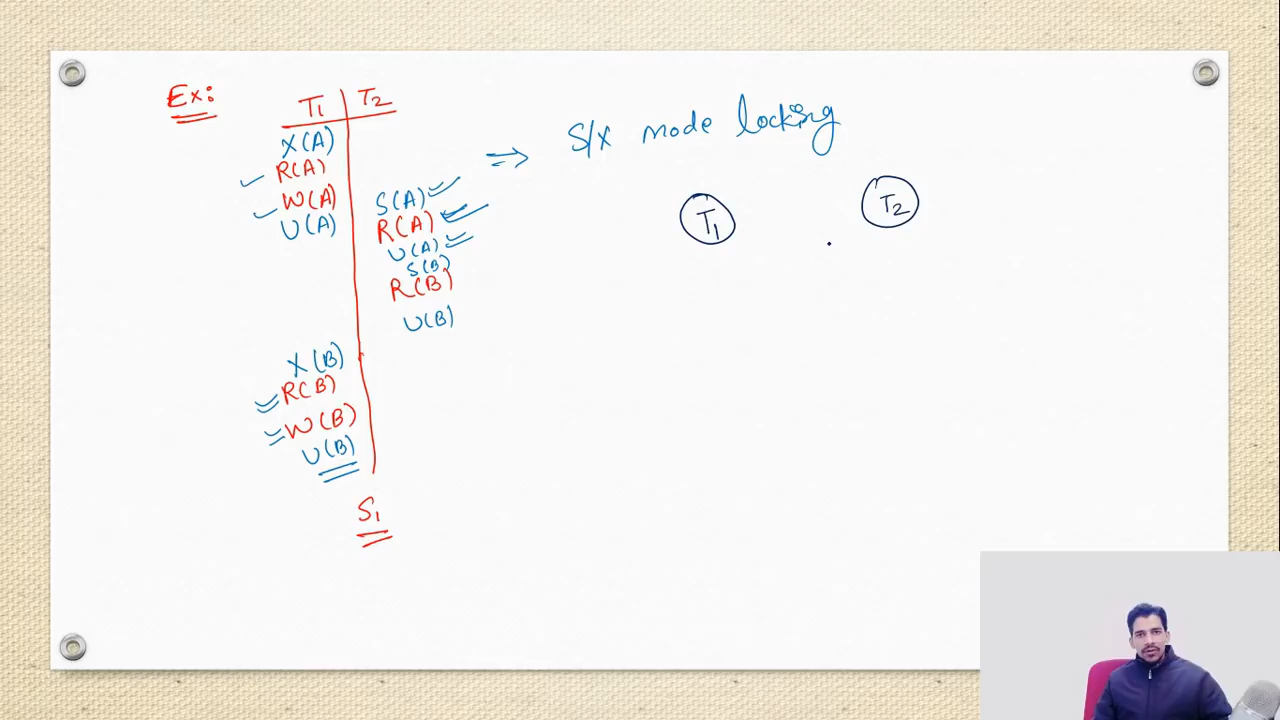 Ex:
T1 T2
X(A)
R(A)
W(A)
U(A)
S(A)
R(A)
U(A)
S(B)
R(B)
U(B)
X(B)
R(B)
W(B)
U(B)
S1
⇒ S/X mode locking
T1 T2